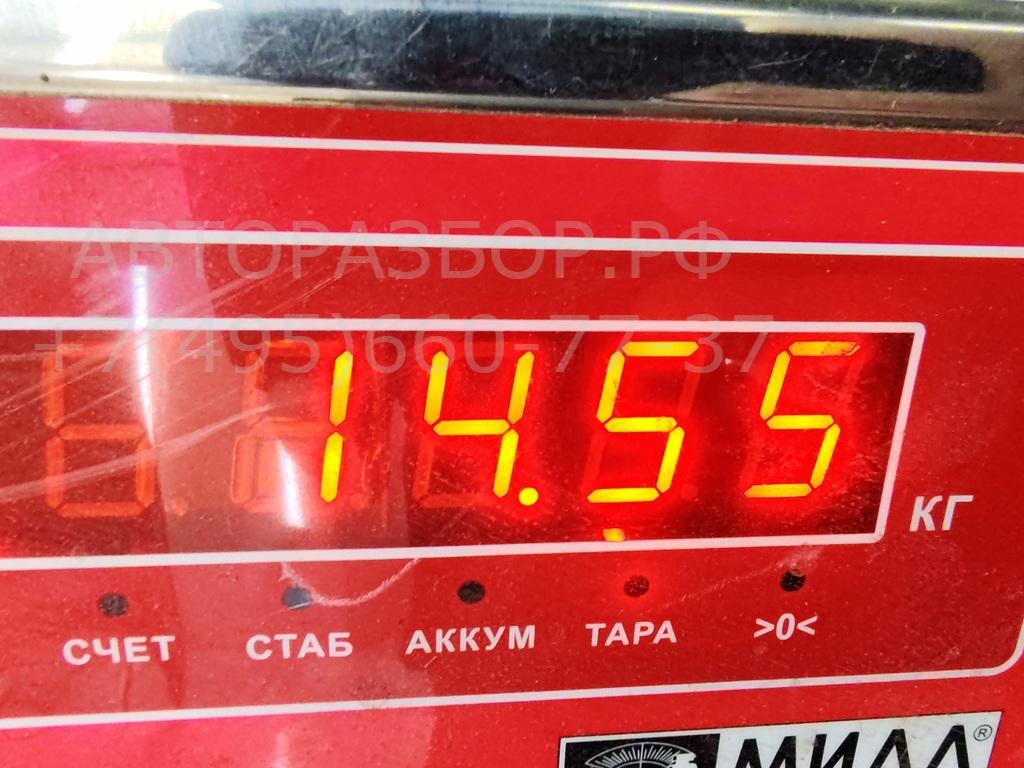 АВТОРАЗБОР.РФ
+7(495)660-77-37
14.55
КГ
СЧЕТ СТАБ АККУМ ТАРА >0<
МИДЛ®